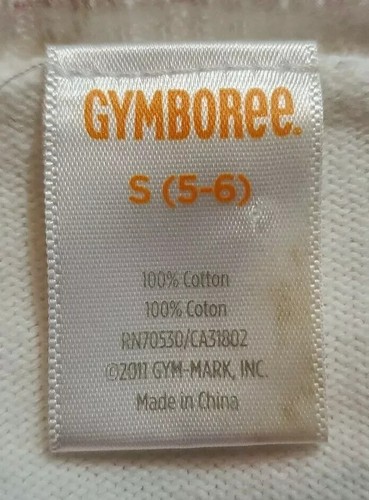 GYMBORee.
S (5-6)
100% Cotton
100% Coton
RN70530/CA31802
©2011 GYM-MARK, INC.
Made in China